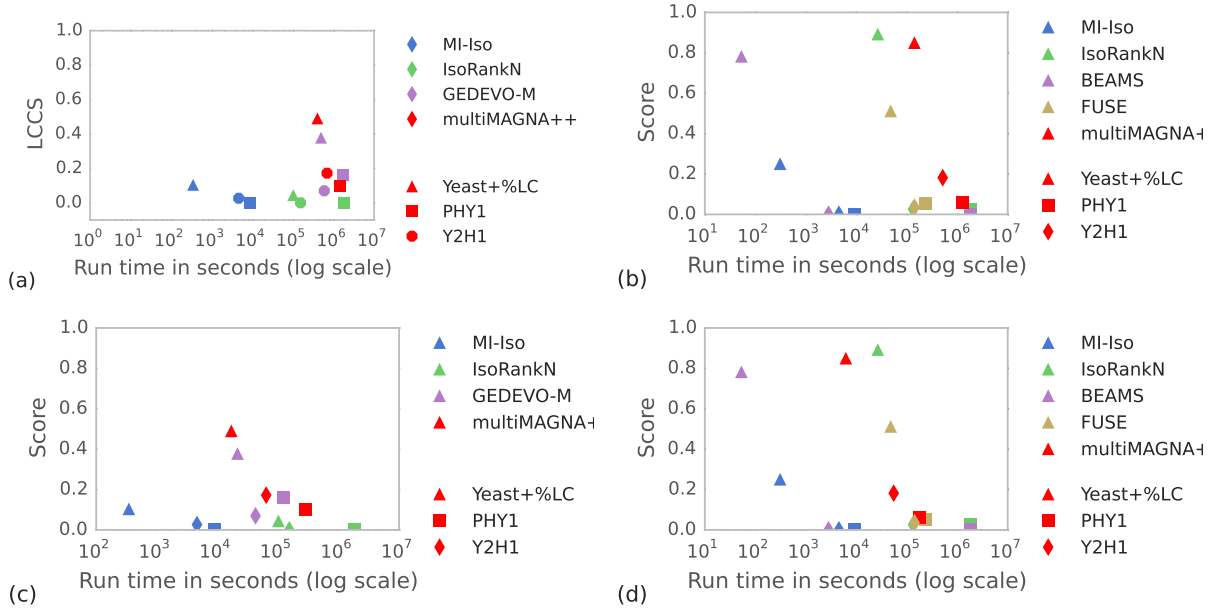 1.0
0.8
0.6
0.4
0.2
0.0
LCCS
10^0 10^1 10^2 10^3 10^4 10^5 10^6 10^7
Run time in seconds (log scale)
MI-Iso
IsoRankN
GEDEVO-M
multiMAGNA++
Yeast+%LC
PHY1
Y2H1
(a)
1.0
0.8
0.6
0.4
0.2
0.0
Score
10^1 10^2 10^3 10^4 10^5 10^6 10^7
Run time in seconds (log scale)
MI-Iso
IsoRankN
BEAMS
FUSE
multiMAGNA+
Yeast+%LC
PHY1
Y2H1
(b)
1.0
0.8
0.6
0.4
0.2
0.0
Score
10^2 10^3 10^4 10^5 10^6 10^7
Run time in seconds (log scale)
MI-Iso
IsoRankN
GEDEVO-M
multiMAGNA+
Yeast+%LC
PHY1
Y2H1
(c)
1.0
0.8
0.6
0.4
0.2
0.0
Score
10^1 10^2 10^3 10^4 10^5 10^6 10^7
Run time in seconds (log scale)
MI-Iso
IsoRankN
BEAMS
FUSE
multiMAGNA+
Yeast+%LC
PHY1
Y2H1
(d)